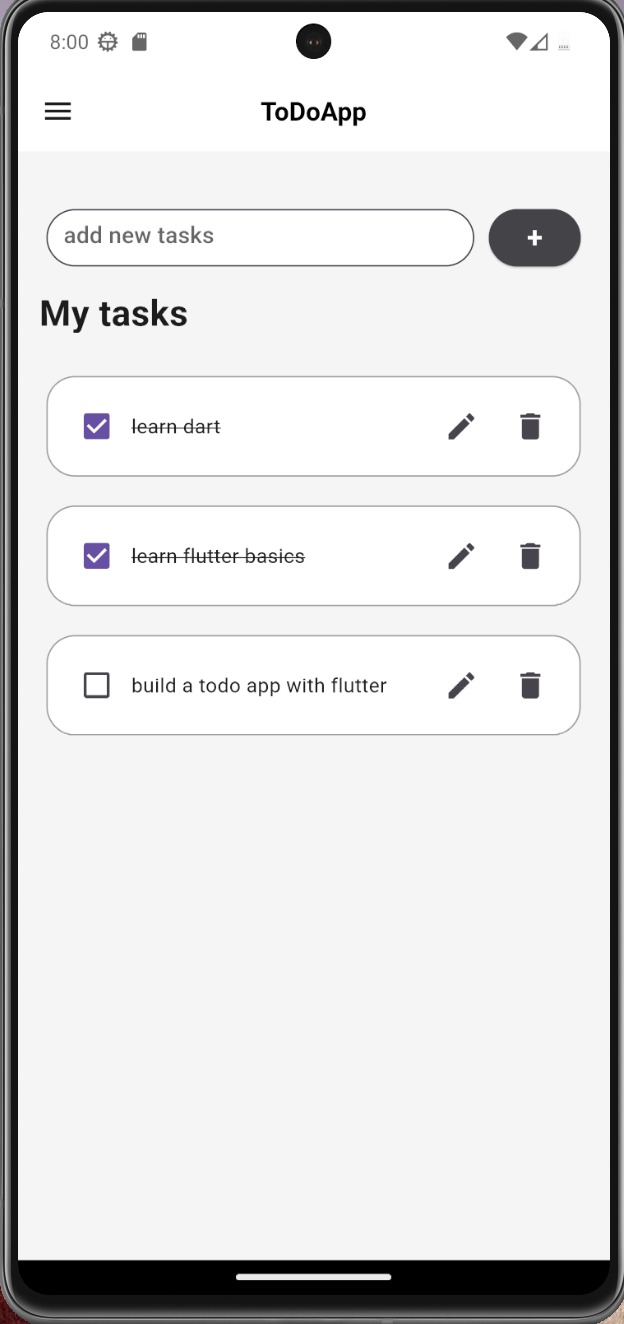 8:00
ToDoApp
add new tasks
+
My tasks
learn dart
learn flutter basics
build a todo app with flutter